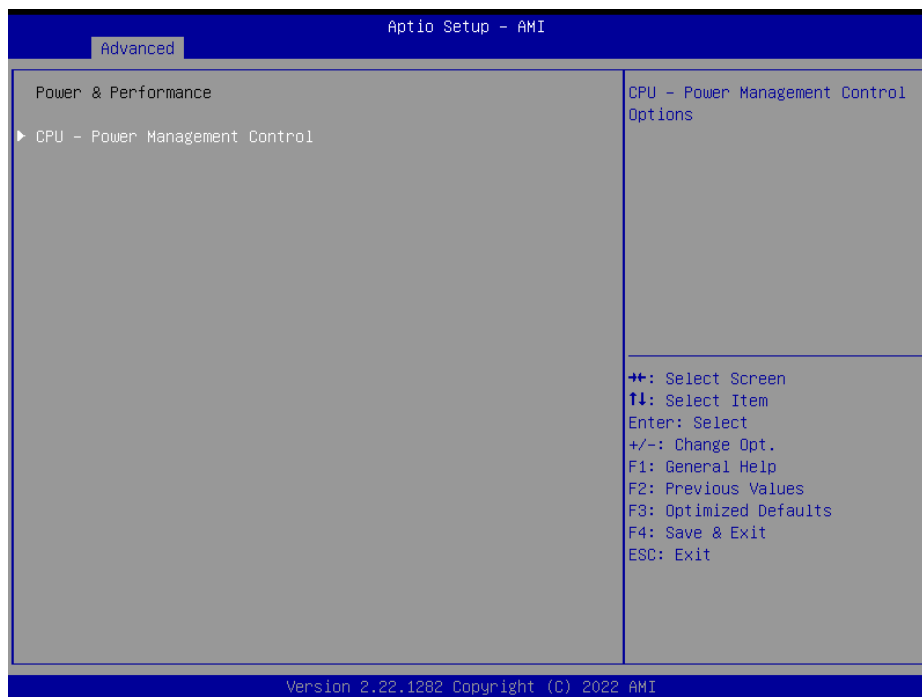 Aptio Setup – AMI
Advanced
Power & Performance
▶ CPU – Power Management Control
CPU – Power Management Control
Options
→←: Select Screen
↑↓: Select Item
Enter: Select
+/-: Change Opt.
F1: General Help
F2: Previous Values
F3: Optimized Defaults
F4: Save & Exit
ESC: Exit
Version 2.22.1282 Copyright (C) 2022 AMI